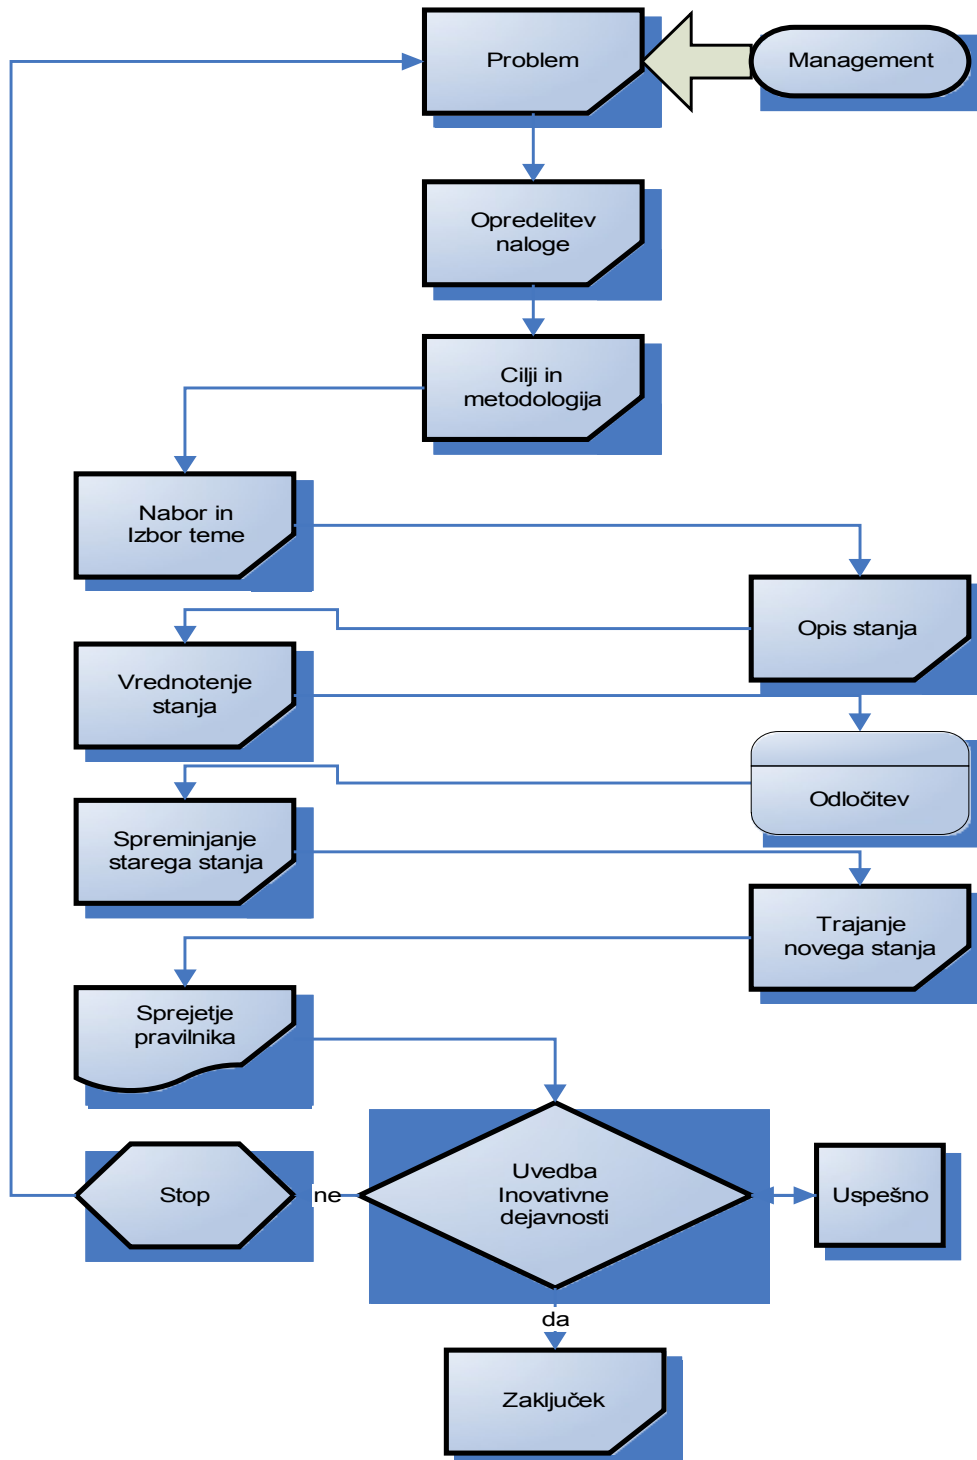 Problem
Management
Opredelitev
naloge
Cilji in
metodologija
Nabor in
Izbor teme
Opis stanja
Vrednotenje
stanja
Odločitev
Spreminjanje
starega stanja
Trajanje
novega stanja
Sprejetje
pravilnika
Uvedba
Inovativne
dejavnosti
Stop
ne
Uspešno
da
Zaključek